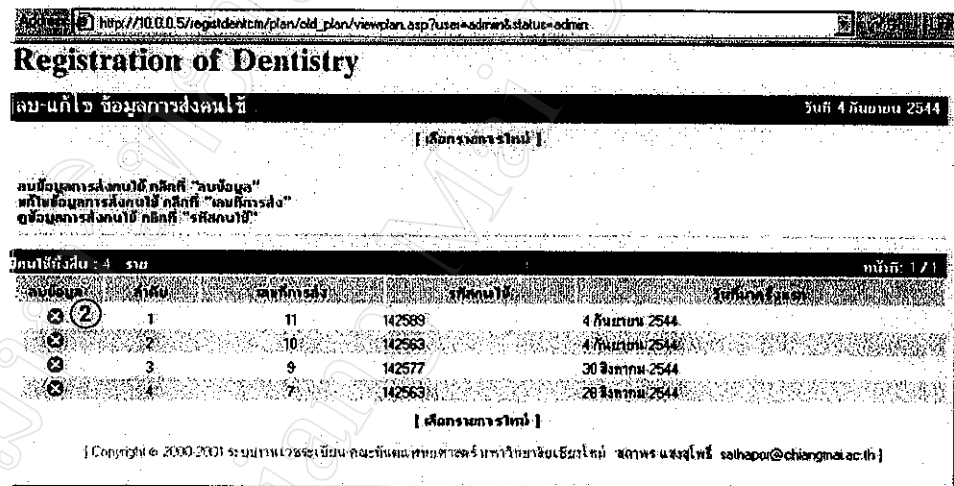 Address http://10.0.0.5/registdentcm/plan/old_plan/viewplan.asp?user=admin&status=admin
Registration of Dentistry
ลบ-แก้ไข ข้อมูลการส่งคนไข้ วันที่ 4 กันยายน 2544
[ เลือกรายการใหม่ ]
ลบข้อมูลการส่งคนไข้ คลิกที่ "ลบข้อมูล"
แก้ไขข้อมูลการส่งคนไข้ คลิกที่ "เลขที่การส่ง"
ดูข้อมูลการส่งคนไข้ คลิกที่ "รหัสคนไข้"
มีคนไข้ทั้งสิ้น : 4 ราย หน้าที่: 1 / 1
ลบข้อมูล ลำดับ เลขที่การส่ง รหัสคนไข้ วันที่มาครั้งแรก
② 1 11 142589 4 กันยายน 2544
2 10 142563 4 กันยายน 2544
3 9 142577 30 สิงหาคม 2544
4 7 142563 28 สิงหาคม 2544
[ เลือกรายการใหม่ ]
[ Copyright © 2000-2001 ระบบงานเวชระเบียน คณะทันตแพทยศาสตร์ มหาวิทยาลัยเชียงใหม่ สถาพร แสงสุโพธิ์ sathapor@chiangmai.ac.th ]